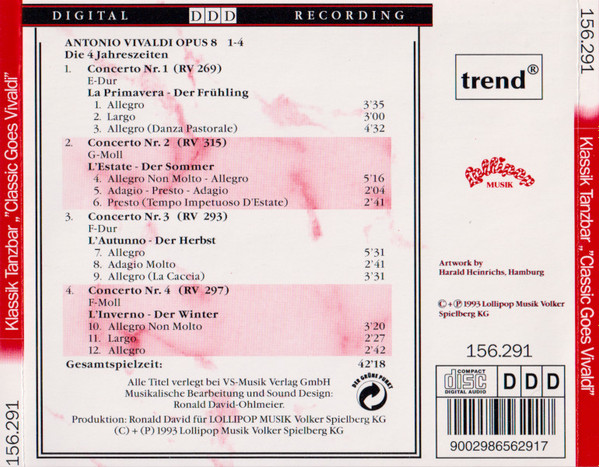 DIGITAL DDD RECORDING
ANTONIO VIVALDI OPUS 8 1-4
Die 4 Jahreszeiten
1. Concerto Nr. 1 (RV 269)
E-Dur
La Primavera - Der Frühling
1. Allegro 3'35
2. Largo 3'00
3. Allegro (Danza Pastorale) 4'32
2. Concerto Nr. 2 (RV 315)
G-Moll
L'Estate - Der Sommer
4. Allegro Non Molto - Allegro 5'16
5. Adagio - Presto - Adagio 2'04
6. Presto (Tempo Impetuoso D'Estate) 2'41
3. Concerto Nr. 3 (RV 293)
F-Dur
L'Autunno - Der Herbst
7. Allegro 5'31
8. Adagio Molto 2'41
9. Allegro (La Caccia) 3'31
4. Concerto Nr. 4 (RV 297)
F-Moll
L'Inverno - Der Winter
10. Allegro Non Molto 3'20
11. Largo 2'27
12. Allegro 2'42
Gesamtspielzeit: 42'18
Alle Titel verlegt bei VS-Musik Verlag GmbH
Musikalische Bearbeitung und Sound Design:
Ronald David-Ohlmeier.
DER GRÜNE PUNKT
Produktion: Ronald David für LOLLIPOP MUSIK Volker Spielberg KG
(C) + (P) 1993 Lollipop Musik Volker Spielberg KG
trend®
Lollipop
MUSIK
Artwork by
Harald Heinrichs, Hamburg
© + ℗ 1993 Lollipop Musik Volker
Spielberg KG
156.291
COMPACT
disc
DIGITAL AUDIO
DDD
9002986562917
156.291 Klassik Tanzbar „"Classic Goes Vivaldi"
156.291 Klassik Tanzbar „"Classic Goes Vivaldi"